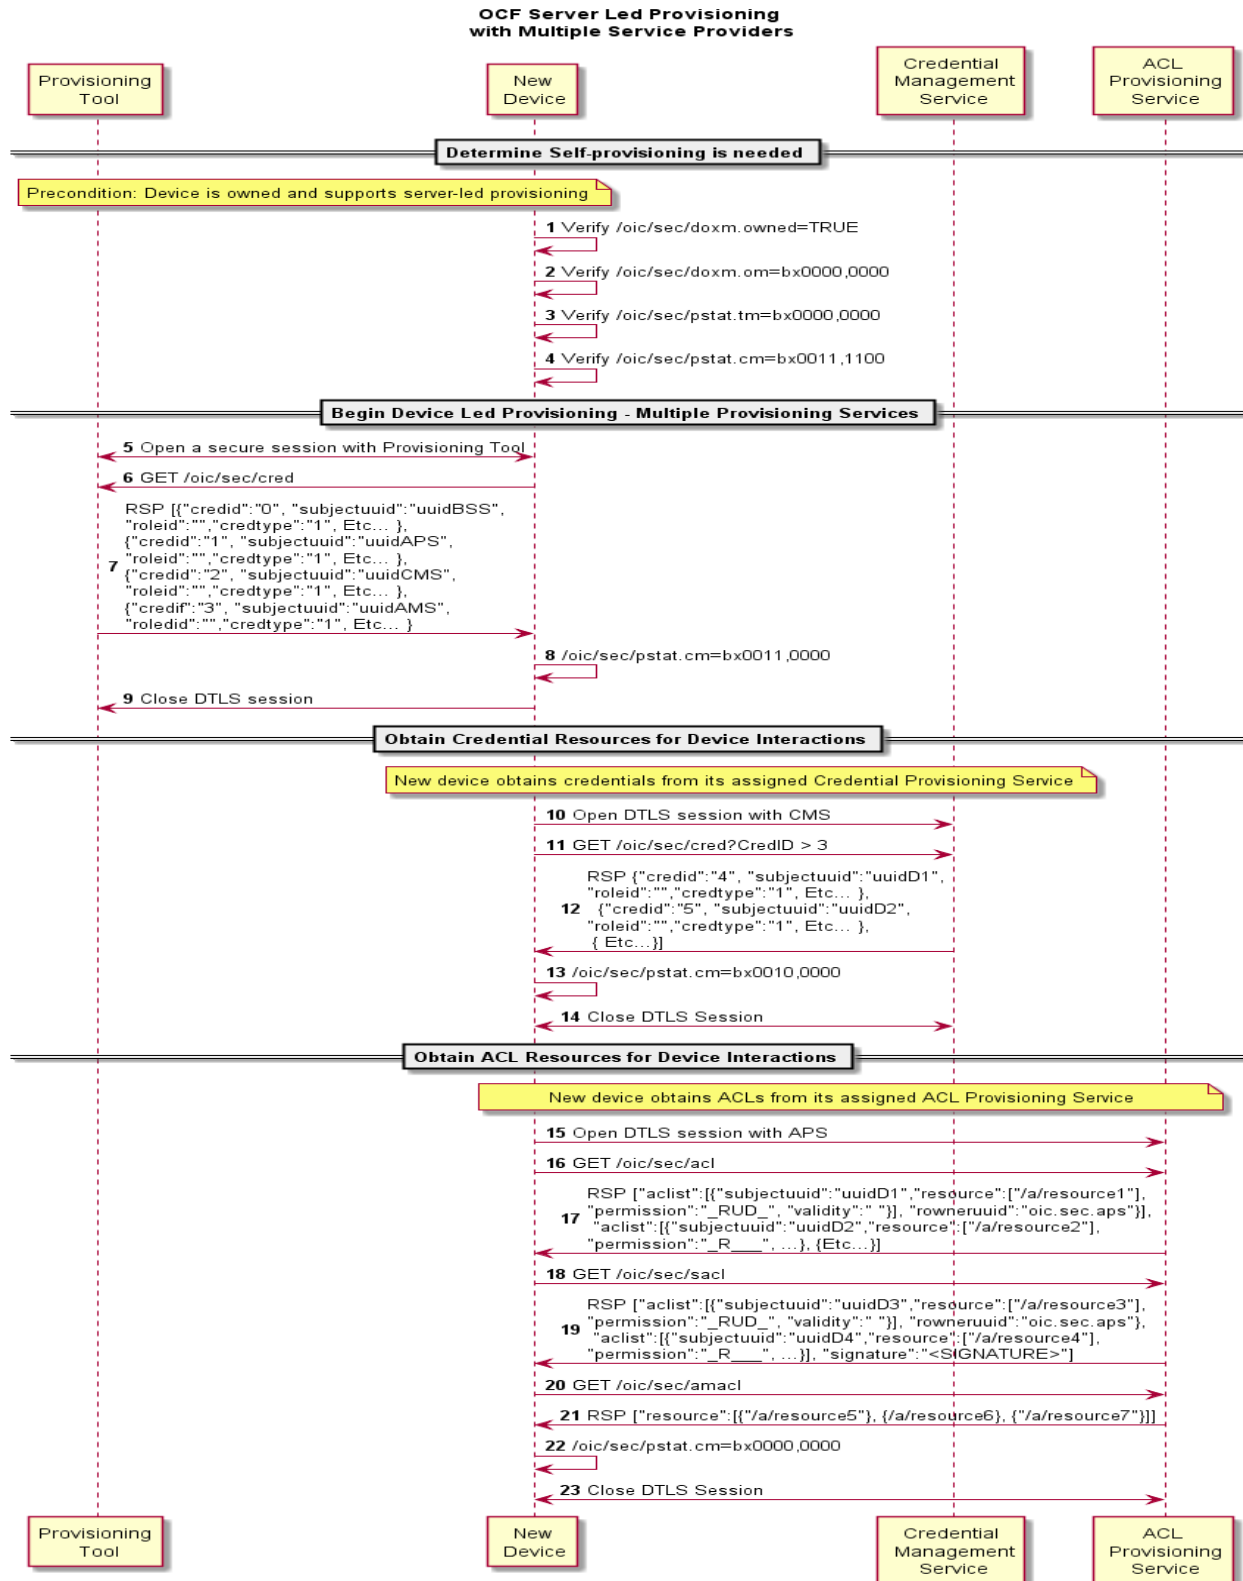 OCF Server Led Provisioning
with Multiple Service Providers
Provisioning
Tool
New
Device
Credential
Management
Service
ACL
Provisioning
Service
Determine Self-provisioning is needed
Precondition: Device is owned and supports server-led provisioning
1 Verify /oic/sec/doxm.owned=TRUE
2 Verify /oic/sec/doxm.om=bx0000,0000
3 Verify /oic/sec/pstat.tm=bx0000,0000
4 Verify /oic/sec/pstat.cm=bx0011,1100
Begin Device Led Provisioning - Multiple Provisioning Services
5 Open a secure session with Provisioning Tool
6 GET /oic/sec/cred
RSP [{"credid":"0", "subjectuuid":"uuidBSS",
"roleid":"","credtype":"1", Etc... },
{"credid":"1", "subjectuuid":"uuidAPS",
"roleid":"","credtype":"1", Etc... },
7 {"credid":"2", "subjectuuid":"uuidCMS",
"roleid":"","credtype":"1", Etc... },
{"credif":"3", "subjectuuid":"uuidAMS",
"roledid":"","credtype":"1", Etc... }
8 /oic/sec/pstat.cm=bx0011,0000
9 Close DTLS session
Obtain Credential Resources for Device Interactions
New device obtains credentials from its assigned Credential Provisioning Service
10 Open DTLS session with CMS
11 GET /oic/sec/cred?CredID > 3
RSP {"credid":"4", "subjectuuid":"uuidD1",
"roleid":"","credtype":"1", Etc... },
12 {"credid":"5", "subjectuuid":"uuidD2",
"roleid":"","credtype":"1", Etc... },
{ Etc...}]
13 /oic/sec/pstat.cm=bx0010,0000
14 Close DTLS Session
Obtain ACL Resources for Device Interactions
New device obtains ACLs from its assigned ACL Provisioning Service
15 Open DTLS session with APS
16 GET /oic/sec/acl
RSP ["aclist":[{"subjectuuid":"uuidD1","resource":["/a/resource1"],
"permission":"_RUD_", "validity":" "}], "rowneruuid":"oic.sec.aps"}],
17 "aclist":[{"subjectuuid":"uuidD2","resource":["/a/resource2"],
"permission":"_R___", ...}, {Etc...}]
18 GET /oic/sec/sacl
RSP ["aclist":[{"subjectuuid":"uuidD3","resource":["/a/resource3"],
"permission":"_RUD_", "validity":" "}], "rowneruuid":"oic.sec.aps"},
19 "aclist":[{"subjectuuid":"uuidD4","resource":["/a/resource4"],
"permission":"_R___", ...}], "signature":"<SIGNATURE>"]
20 GET /oic/sec/amacl
21 RSP ["resource":[{"/a/resource5"}, {/a/resource6}, {"/a/resource7"}]]
22 /oic/sec/pstat.cm=bx0000,0000
23 Close DTLS Session
Provisioning
Tool
New
Device
Credential
Management
Service
ACL
Provisioning
Service